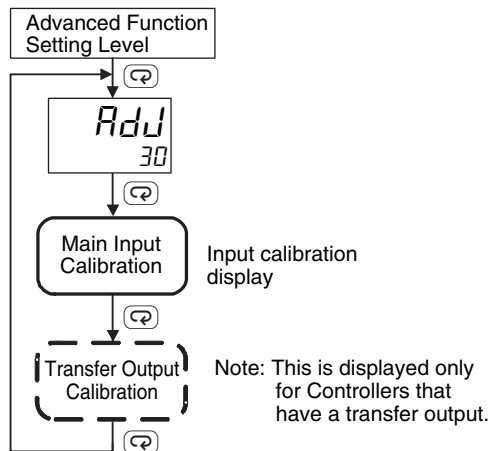 Advanced Function
Setting Level
AdJ
30
Main Input
Calibration
Input calibration
display
Transfer Output
Calibration
Note: This is displayed only
for Controllers that
have a transfer output.